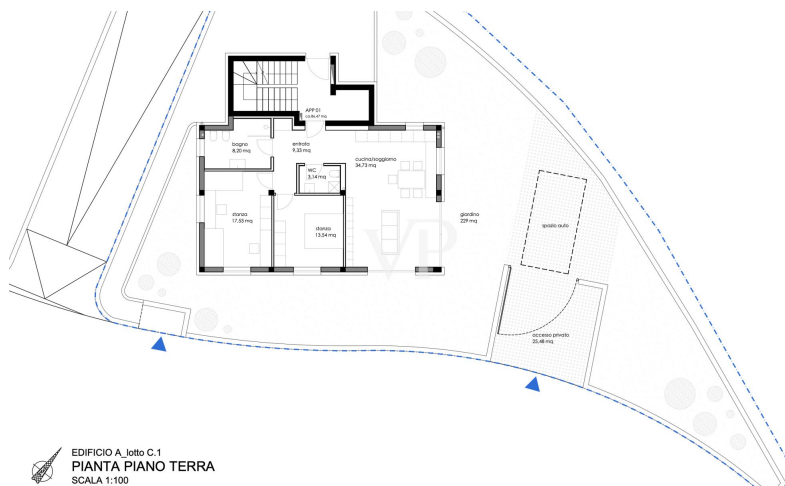 APP 01
bagno
8,20 mq
entrata
9,33 mq
cucina/soggiorno
34,73 mq
WC
3,14 mq
stanza
17,53 mq
stanza
13,54 mq
giardino
229 mq
spazio auto
accesso privato
25,48 mq
VP
EDIFICIO A_lotto C.1
PIANTA PIANO TERRA
SCALA 1:100